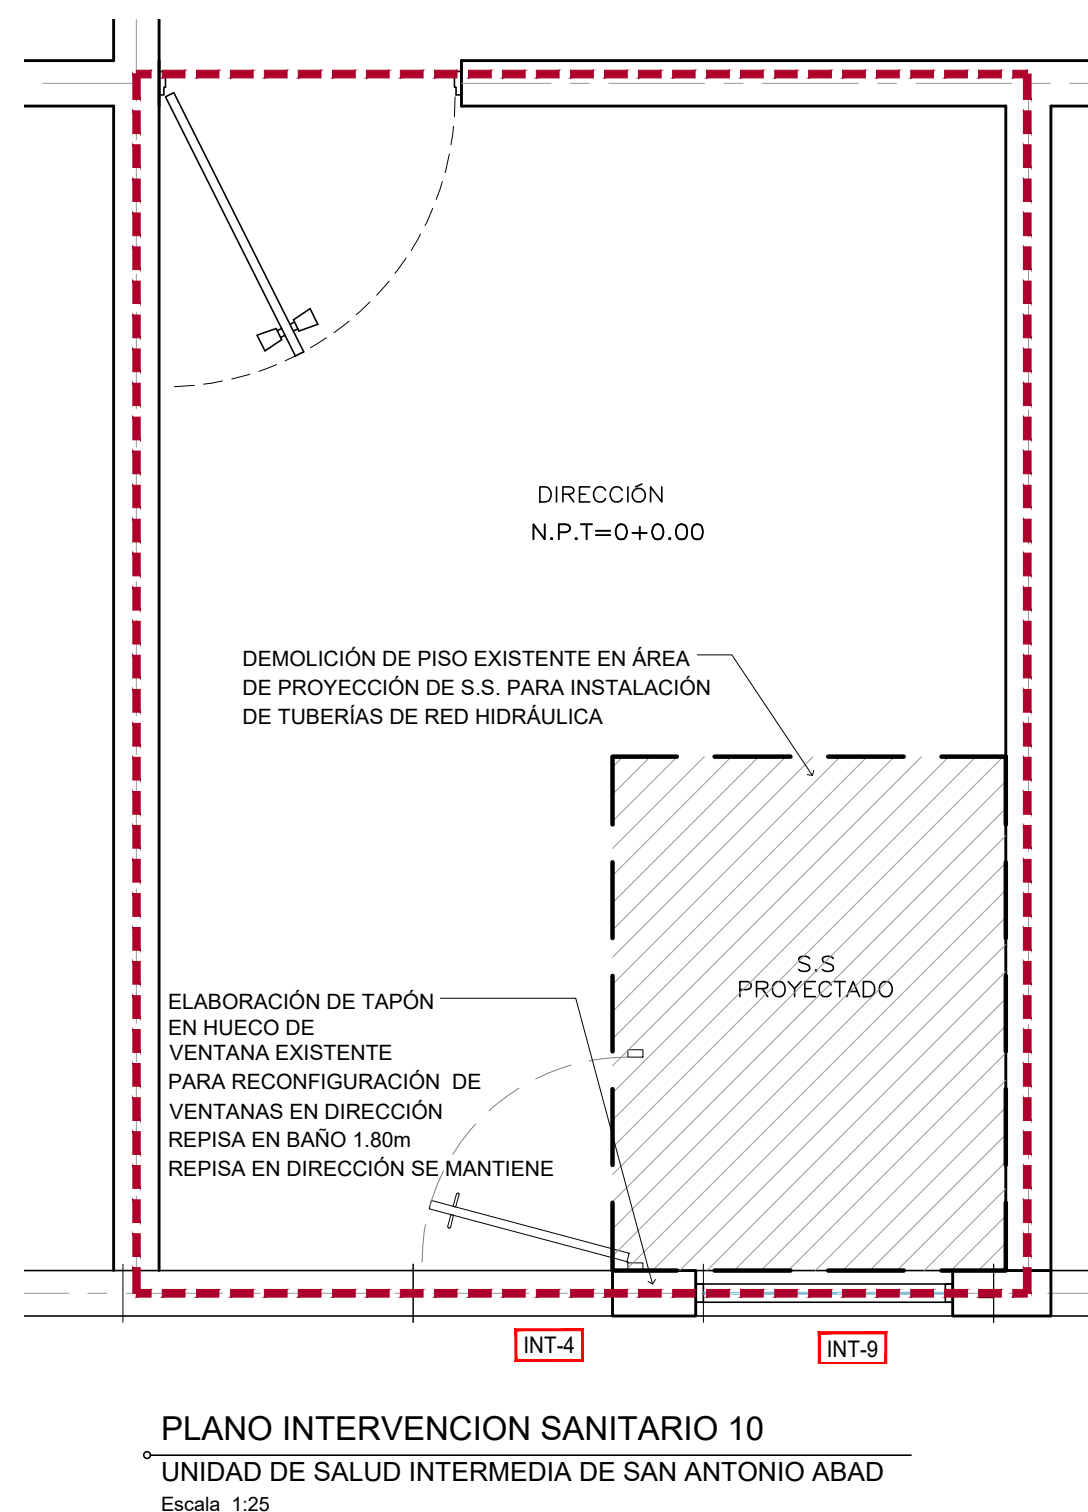 DIRECCIÓN
N.P.T=0+0.00
DEMOLICIÓN DE PISO EXISTENTE EN ÁREA
DE PROYECCIÓN DE S.S. PARA INSTALACIÓN
DE TUBERÍAS DE RED HIDRÁULICA
S.S
PROYECTADO
ELABORACIÓN DE TAPÓN
EN HUECO DE
VENTANA EXISTENTE
PARA RECONFIGURACIÓN DE
VENTANAS EN DIRECCIÓN
REPISA EN BAÑO 1.80m
REPISA EN DIRECCIÓN SE MANTIENE
INT-4
INT-9
PLANO INTERVENCION SANITARIO 10
UNIDAD DE SALUD INTERMEDIA DE SAN ANTONIO ABAD
Escala 1:25